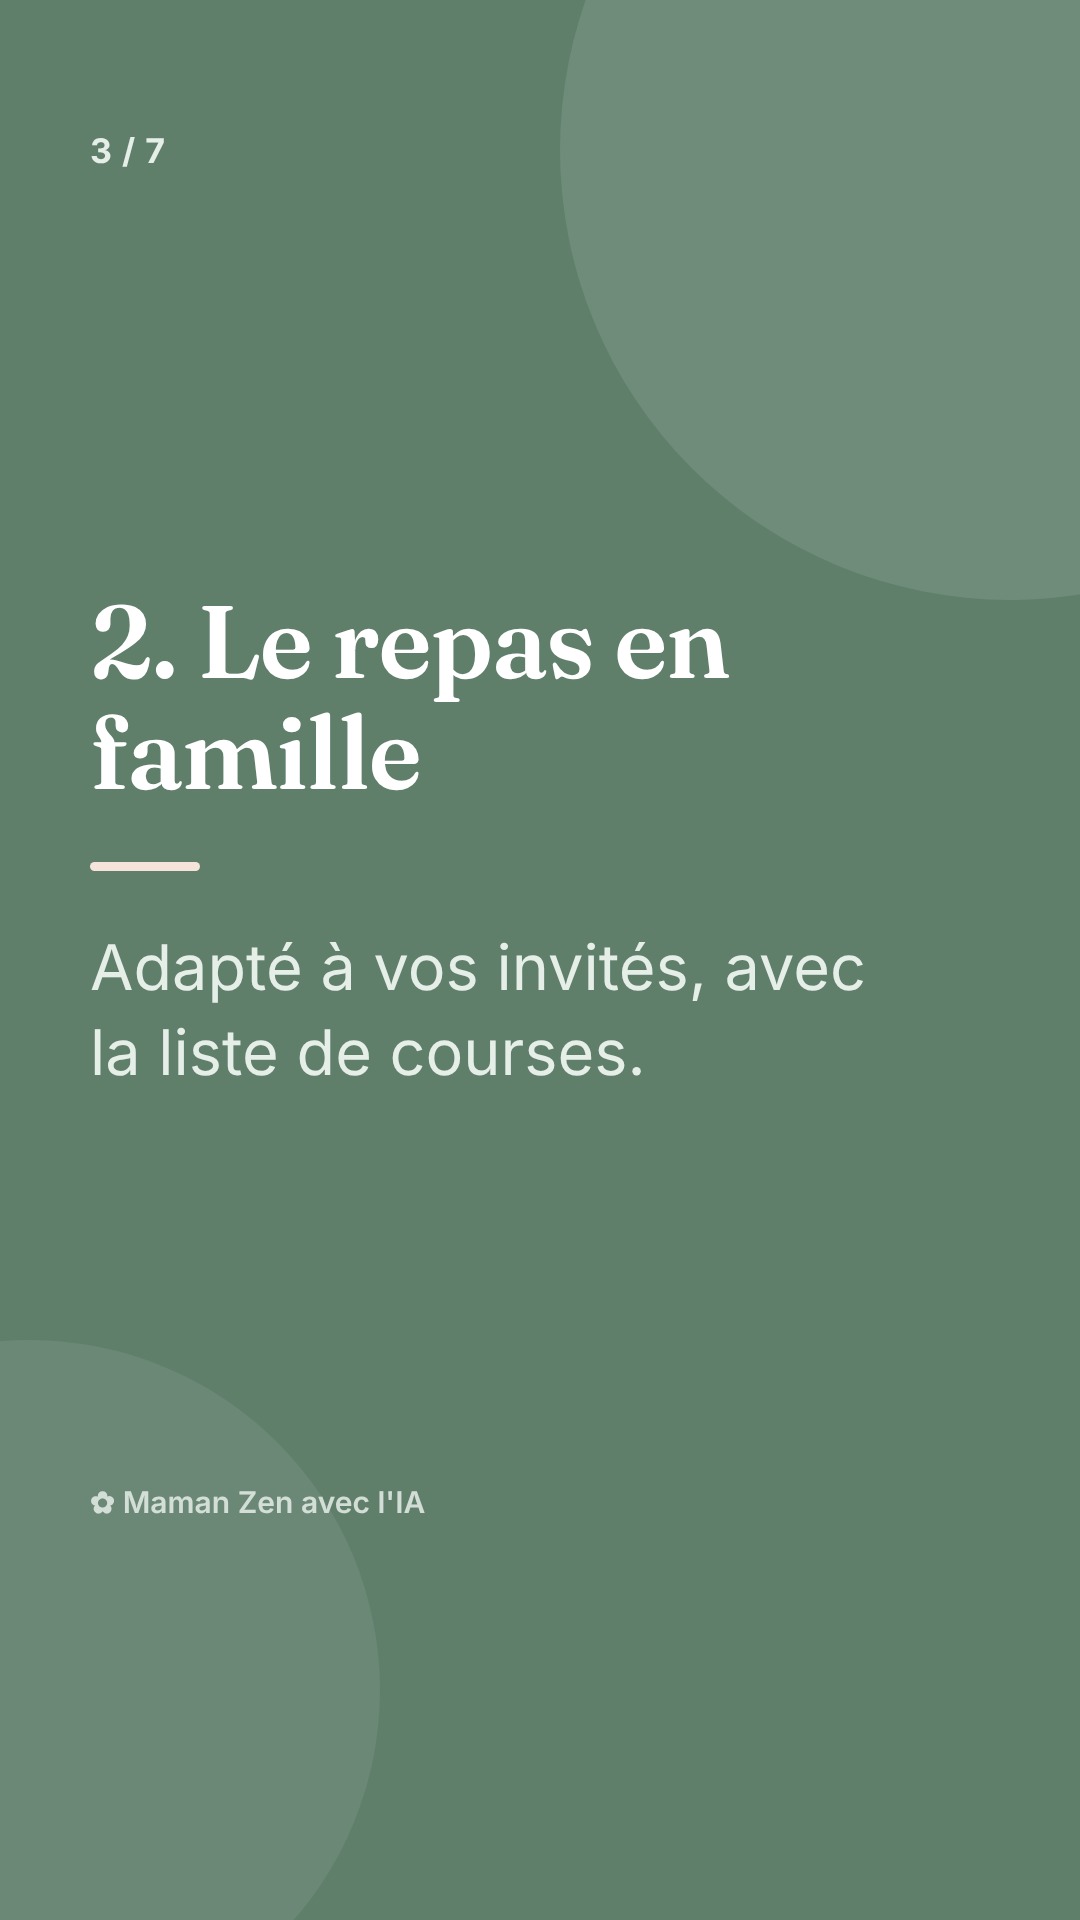 3 / 7
2. Le repas en
famille
Adapté à vos invités, avec
la liste de courses.
✿ Maman Zen avec l'IA